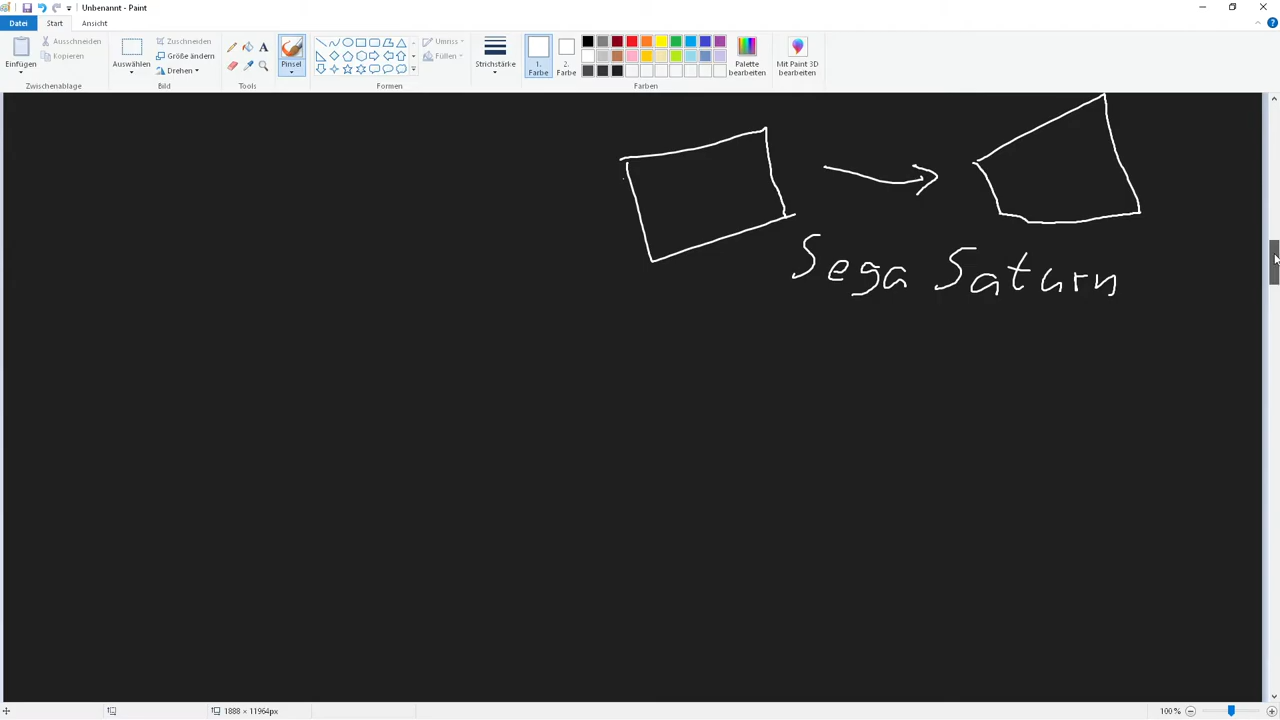 Unbenannt - Paint
Datei Start Ansicht
Einfügen
Ausschneiden
Kopieren
Zwischenablage
Auswählen
Zuschneiden
Größe ändern
Drehen
Bild
A
Tools
Pinsel
Umriss
Füllen
Formen
Strichstärke
1. Farbe
2. Farbe
Farben
Palette bearbeiten
Mit Paint 3D bearbeiten
Sega Saturn
1888 × 11964px
100 %